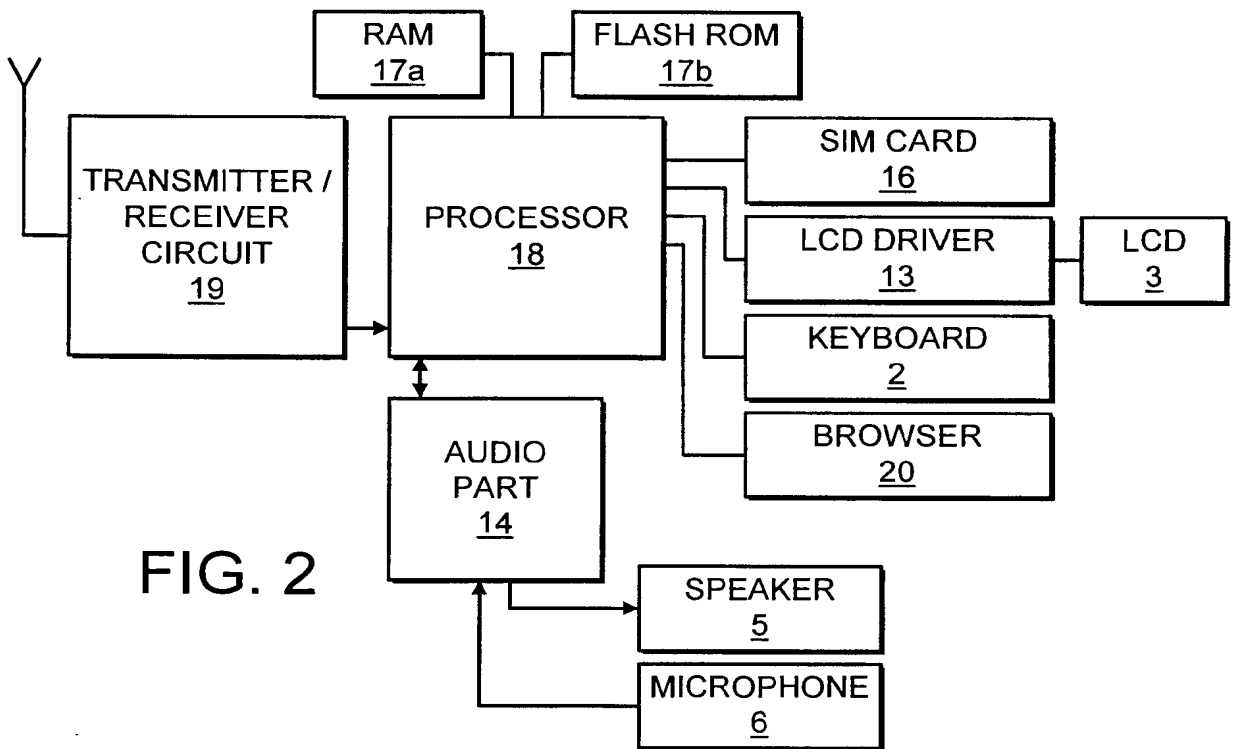 RAM
17a
FLASH ROM
17b
TRANSMITTER /
RECEIVER
CIRCUIT
19
PROCESSOR
18
SIM CARD
16
LCD DRIVER
13
LCD
3
KEYBOARD
2
BROWSER
20
AUDIO
PART
14
FIG. 2
SPEAKER
5
MICROPHONE
6